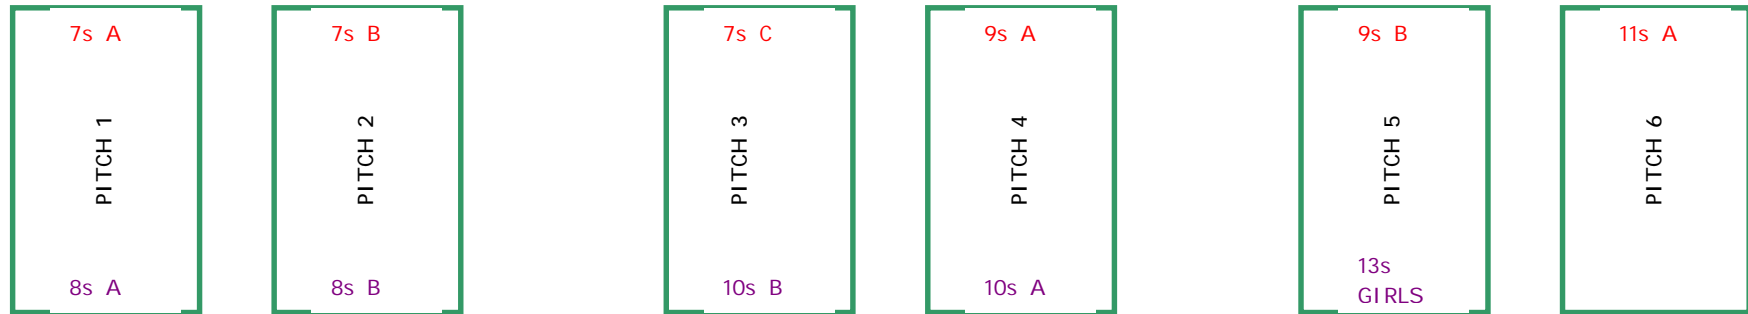 7s A
7s B
7s C
9s A
9s B
11s A
PITCH 1
PITCH 2
PITCH 3
PITCH 4
PITCH 5
PITCH 6
8s A
8s B
10s B
10s A
13s
GIRLS